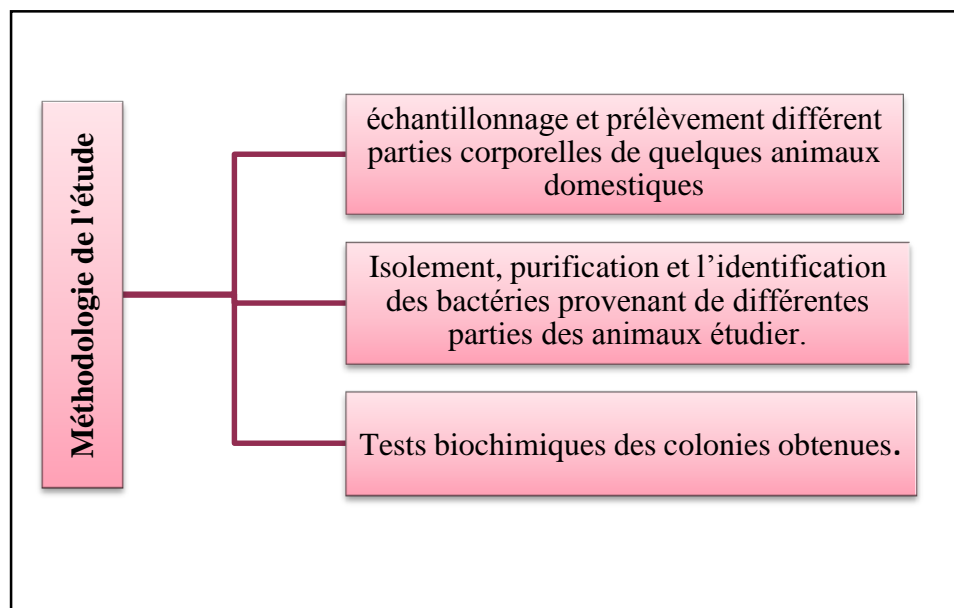 Méthodologie de l'étude
échantillonnage et prélèvement différent
parties corporelles de quelques animaux
domestiques
Isolement, purification et l’identification
des bactéries provenant de différentes
parties des animaux étudier.
Tests biochimiques des colonies obtenues.